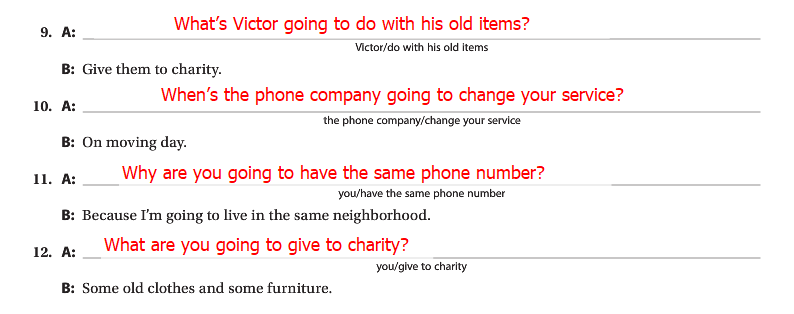 9. A: What's Victor going to do with his old items?
Victor/do with his old items
B: Give them to charity.
10. A: When's the phone company going to change your service?
the phone company/change your service
B: On moving day.
11. A: Why are you going to have the same phone number?
you/have the same phone number
B: Because I'm going to live in the same neighborhood.
12. A: What are you going to give to charity?
you/give to charity
B: Some old clothes and some furniture.